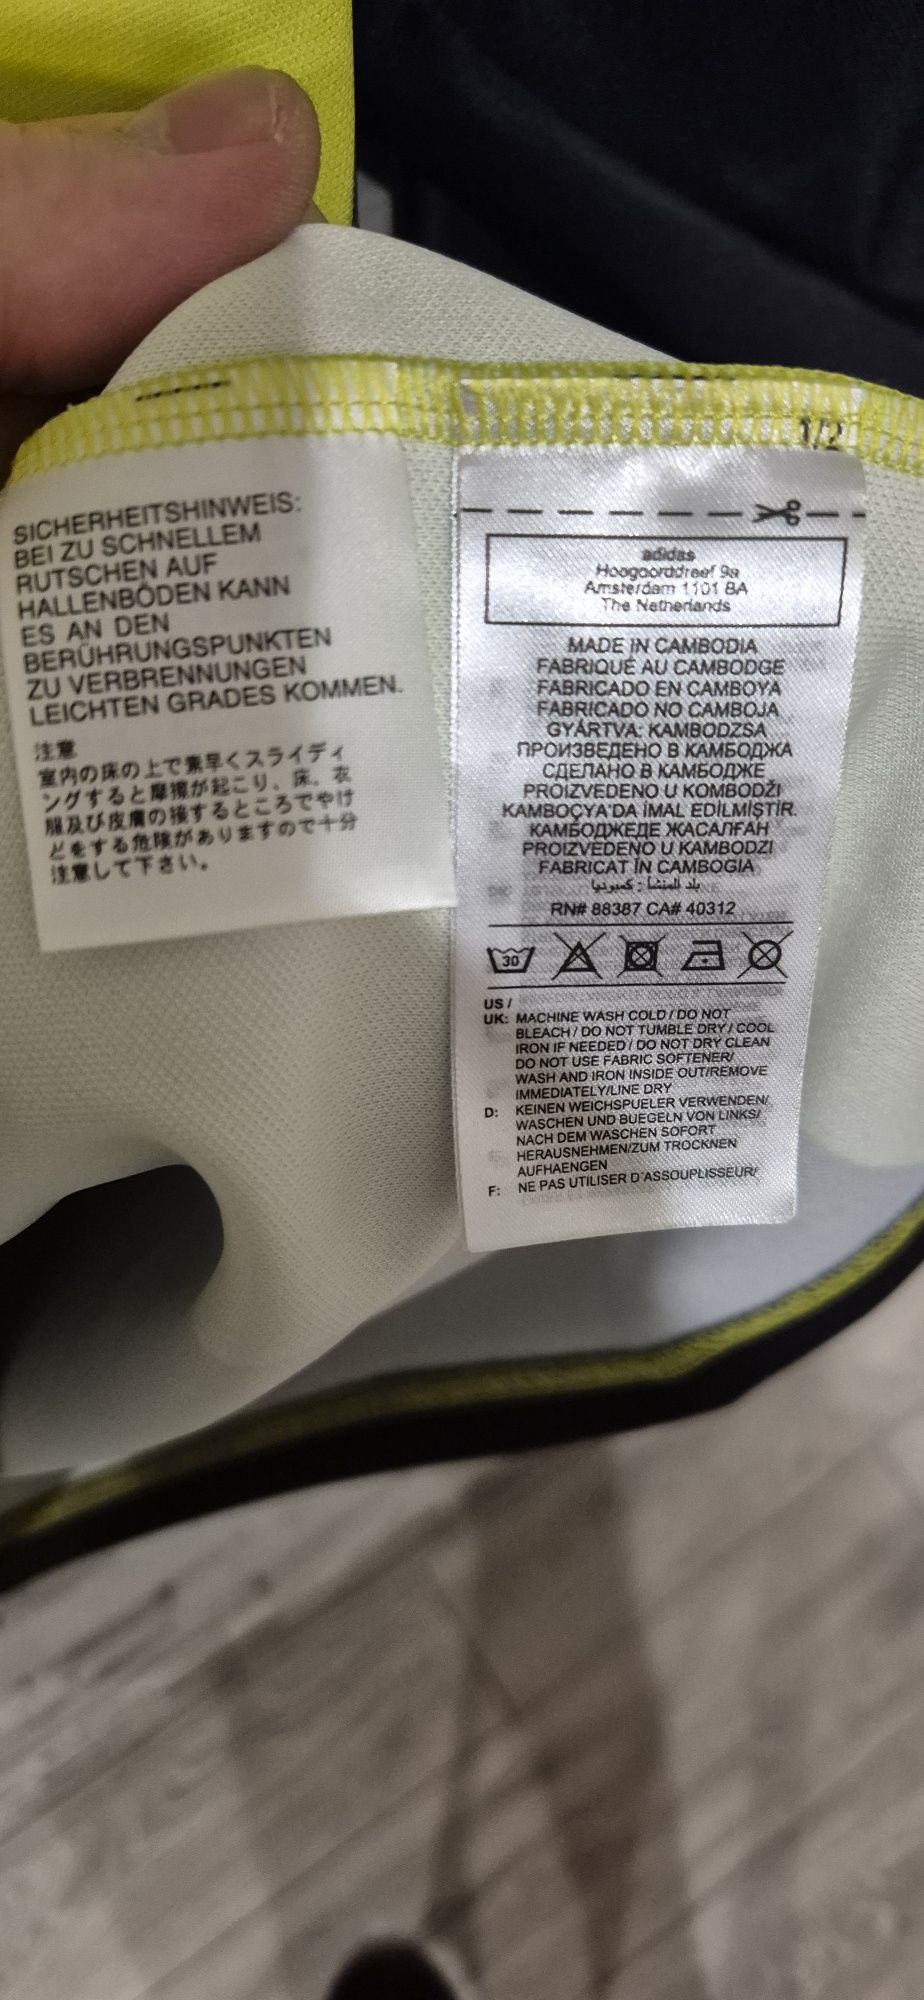 SICHERHEITSHINWEIS:
BEI ZU SCHNELLEM
RUTSCHEN AUF
HALLENBÖDEN KANN
ES AN DEN
BERÜHRUNGSPUNKTEN
ZU VERBRENNUNGEN
LEICHTEN GRADES KOMMEN.
注意
室内の床の上で素早くスライディ
ングすると摩擦が起こり、床、衣
服及び皮膚の接するところでやけ
どをする危険がありますので十分
注意して下さい。
1/2
adidas
Hoogoorddreef 9a
Amsterdam 1101 BA
The Netherlands
MADE IN CAMBODIA
FABRIQUÉ AU CAMBODGE
FABRICADO EN CAMBOYA
FABRICADO NO CAMBOJA
GYÁRTVA: KAMBODZSA
ПРОИЗВЕДЕНО В КАМБОДЖА
СДЕЛАНО В КАМБОДЖЕ
PROIZVEDENO U KOMBODŽI
KAMBOÇYA'DA İMAL EDİLMİŞTİR.
КАМБОДЖЕДЕ ЖАСАЛҒАН
PROIZVEDENO U KAMBODZI
FABRICAT ÎN CAMBOGIA
بلد المنشأ : كمبوديا
RN# 88387 CA# 40312
30
US /
UK: MACHINE WASH COLD / DO NOT
BLEACH / DO NOT TUMBLE DRY / COOL
IRON IF NEEDED / DO NOT DRY CLEAN
DO NOT USE FABRIC SOFTENER/
WASH AND IRON INSIDE OUT/REMOVE
IMMEDIATELY/LINE DRY
D: KEINEN WEICHSPUELER VERWENDEN/
WASCHEN UND BUEGELN VON LINKS/
NACH DEM WASCHEN SOFORT
HERAUSNEHMEN/ZUM TROCKNEN
AUFHAENGEN
F: NE PAS UTILISER D'ASSOUPLISSEUR/